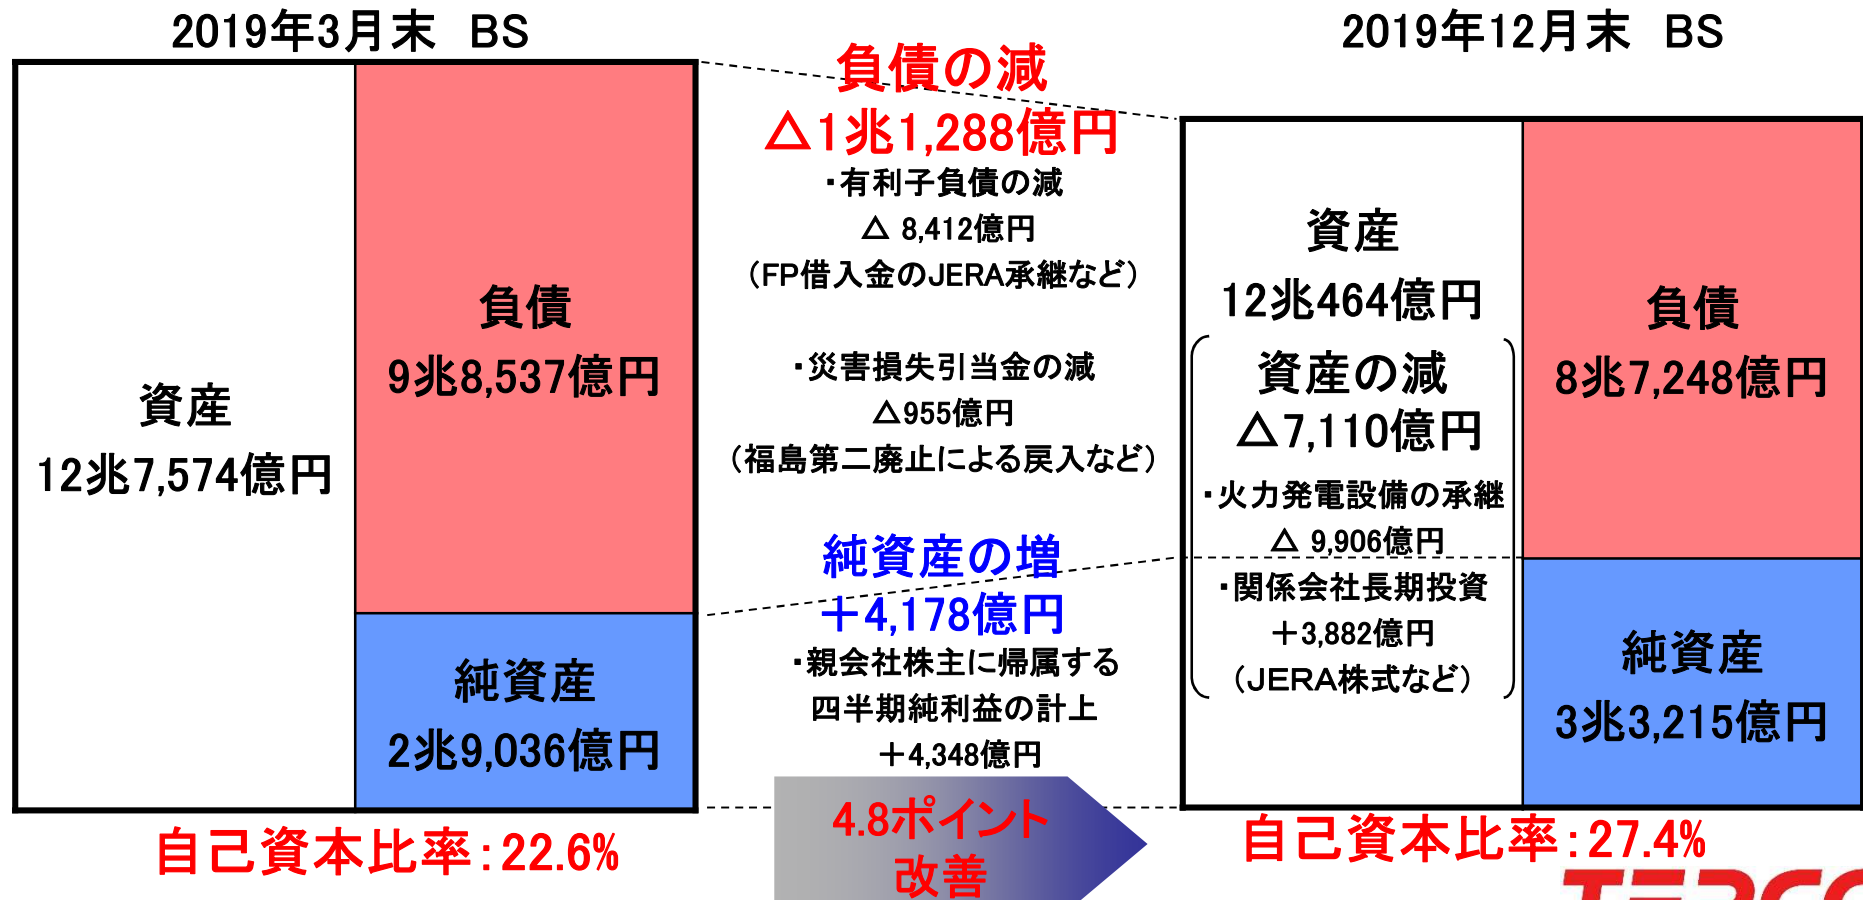 2019年3月末 BS
資産
12兆7,574億円
負債
9兆8,537億円
純資産
2兆9,036億円
自己資本比率:22.6%
負債の減
△1兆1,288億円
・有利子負債の減
△ 8,412億円
(FP借入金のJERA承継など)
・災害損失引当金の減
△955億円
(福島第二廃止による戻入など)
純資産の増
+4,178億円
・親会社株主に帰属する
四半期純利益の計上
+4,348億円
4.8ポイント
改善
2019年12月末 BS
資産
12兆464億円
資産の減
△7,110億円
・火力発電設備の承継
△ 9,906億円
・関係会社長期投資
+3,882億円
(JERA株式など)
負債
8兆7,248億円
純資産
3兆3,215億円
自己資本比率:27.4%
TEPCO